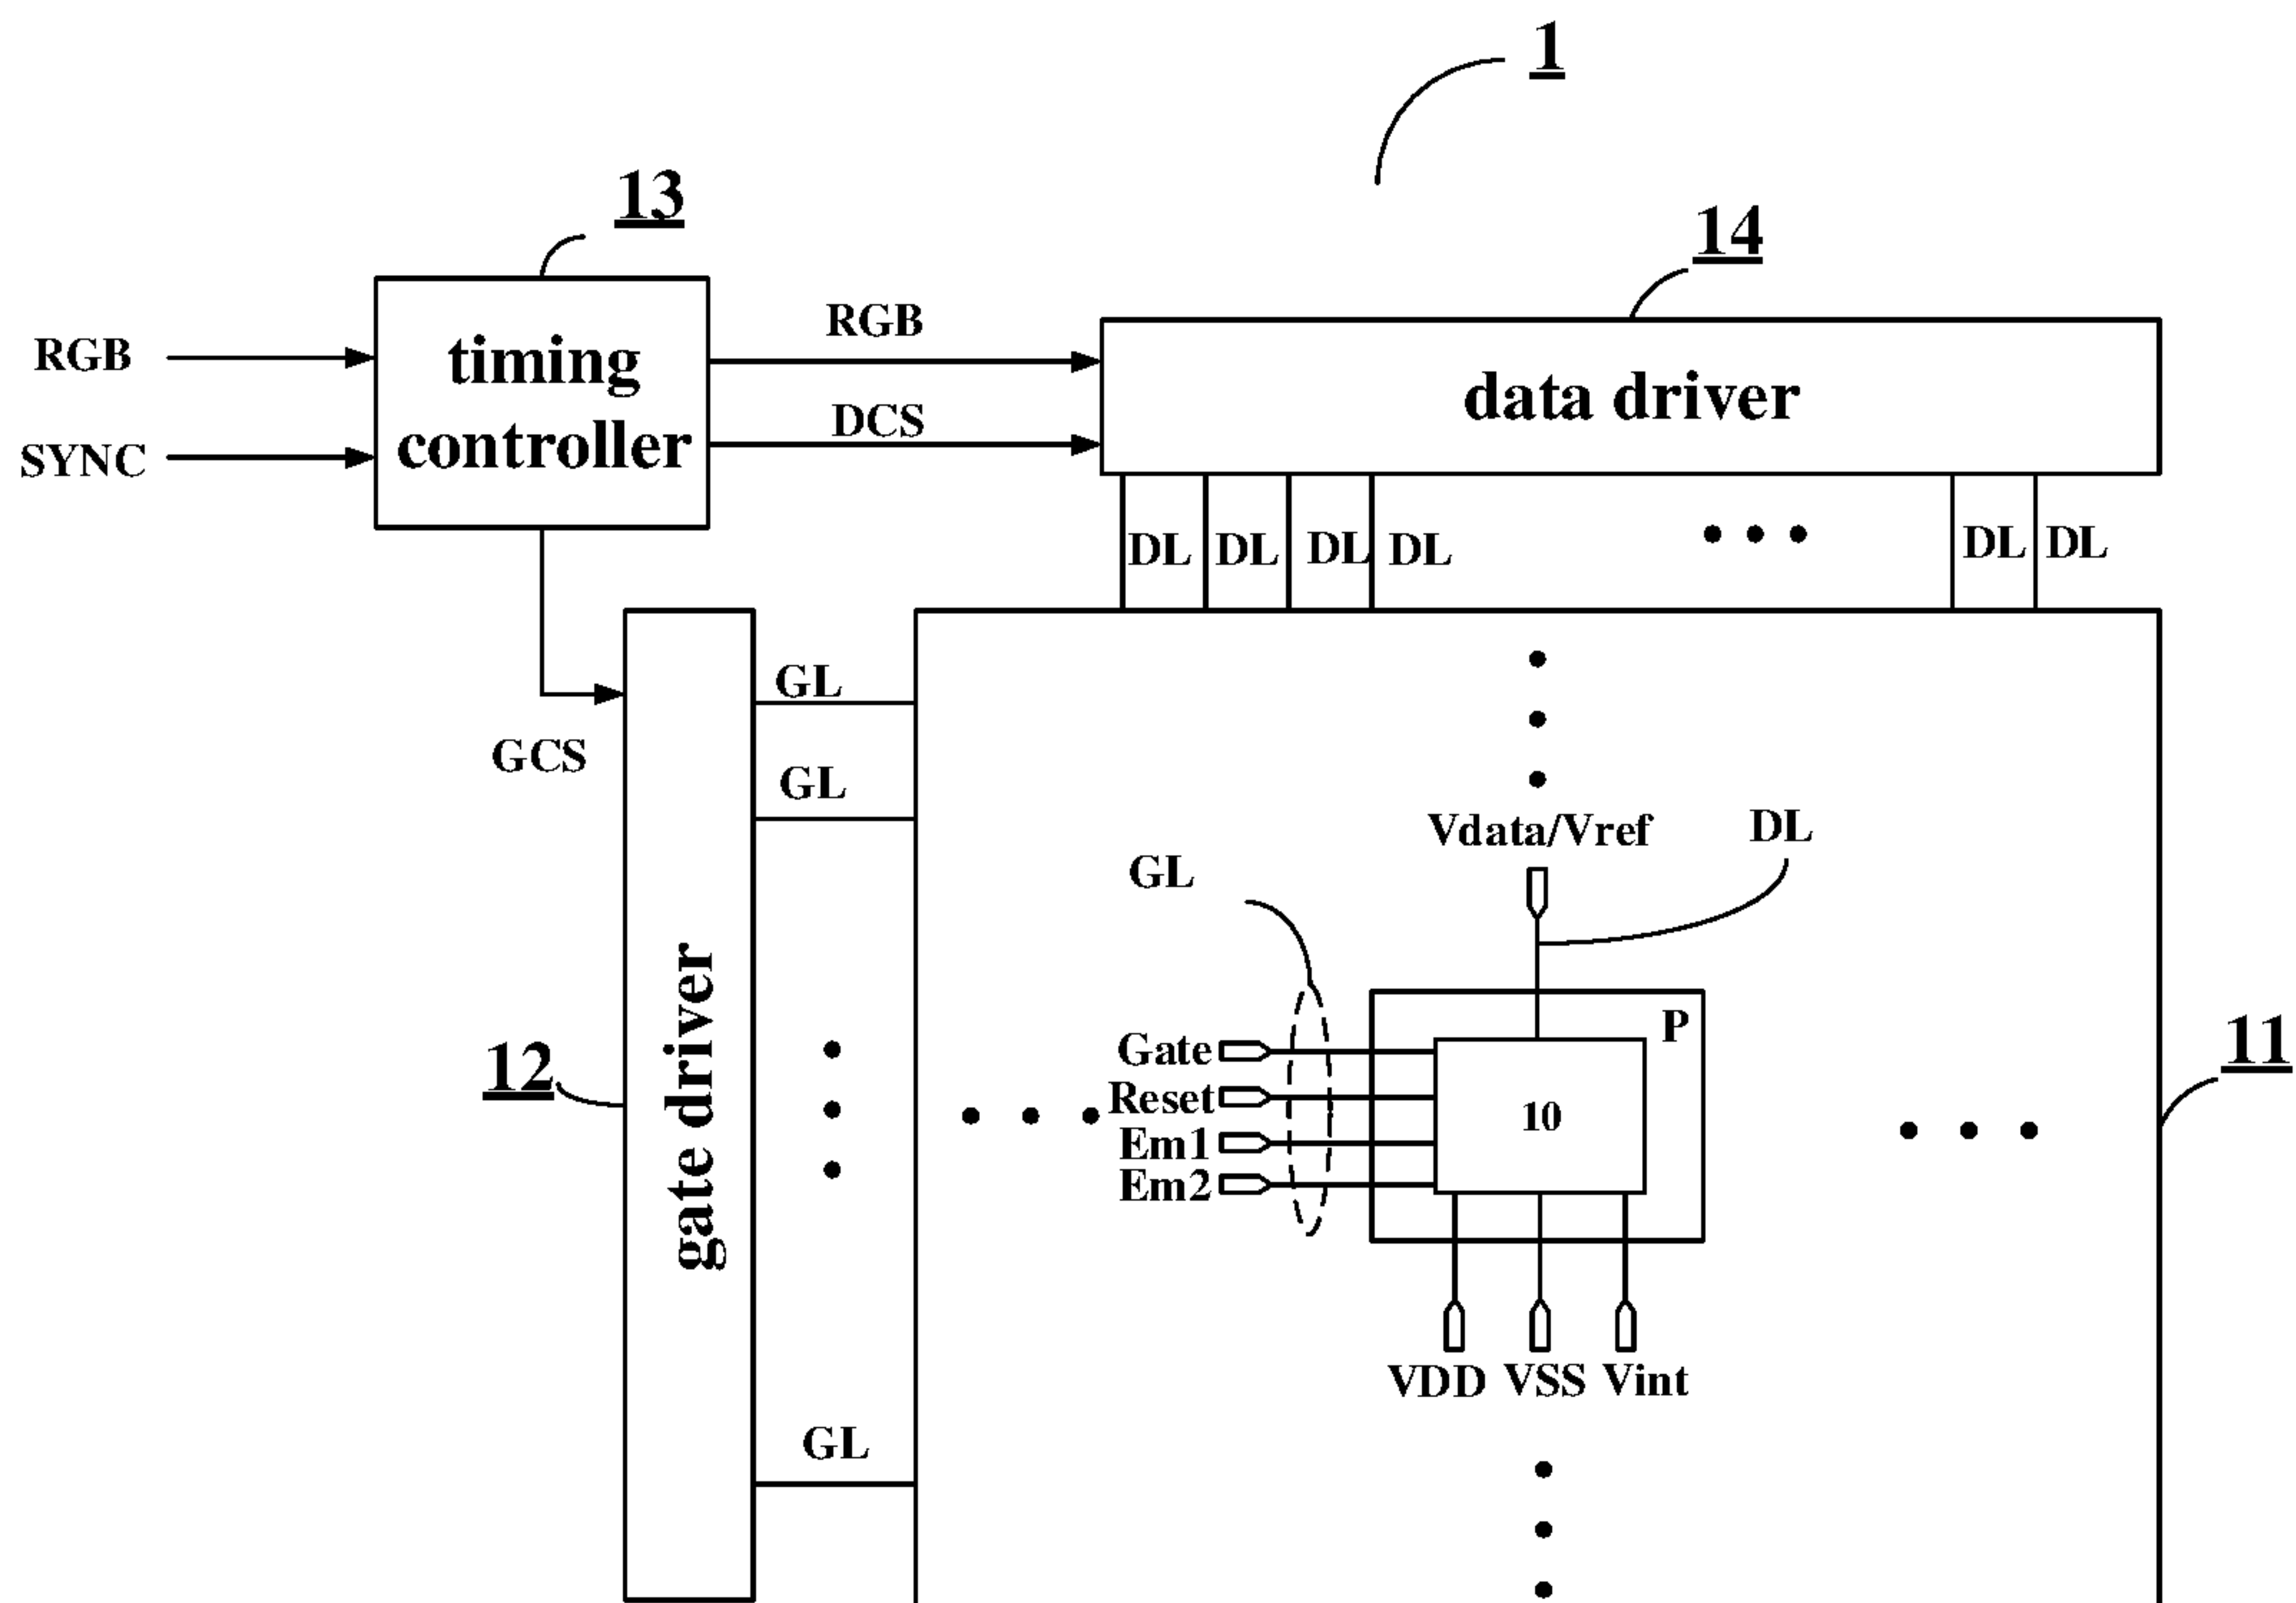 1
13
14
RGB
SYNC
timing
controller
RGB
DCS
data driver
DL DL DL DL DL DL
GCS
GL
GL
Vdata/Vref
DL
GL
gate driver
12
P
Gate
Reset
Em1
Em2
10
11
VDD VSS Vint
GL